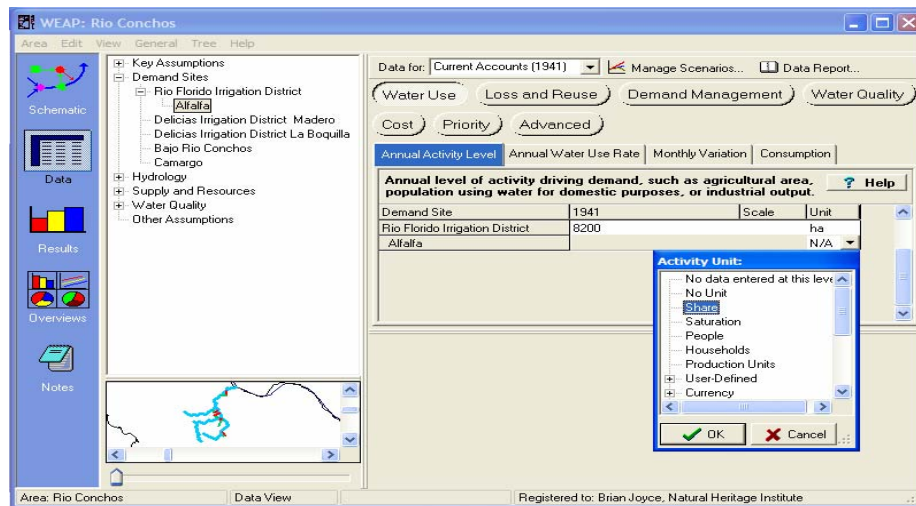 WEAP: Rio Conchos
Area Edit View General Tree Help
Schematic
Data
Results
Overviews
Notes
Key Assumptions
Demand Sites
Rio Florido Irrigation District
Alfalfa
Delicias Irrigation District Madero
Delicias Irrigation District La Boquilla
Bajo Rio Conchos
Camargo
Hydrology
Supply and Resources
Water Quality
Other Assumptions
Data for: Current Accounts (1941) Manage Scenarios... Data Report...
Water Use Loss and Reuse Demand Management Water Quality
Cost Priority Advanced
Annual Activity Level Annual Water Use Rate Monthly Variation Consumption
Annual level of activity driving demand, such as agricultural area,
population using water for domestic purposes, or industrial output.
? Help
Demand Site 1941 Scale Unit
Rio Florido Irrigation District 8200 ha
Alfalfa N/A
Activity Unit:
No data entered at this leve
No Unit
Share
Saturation
People
Households
Production Units
User-Defined
Currency
OK Cancel
Area: Rio Conchos Data View Registered to: Brian Joyce, Natural Heritage Institute